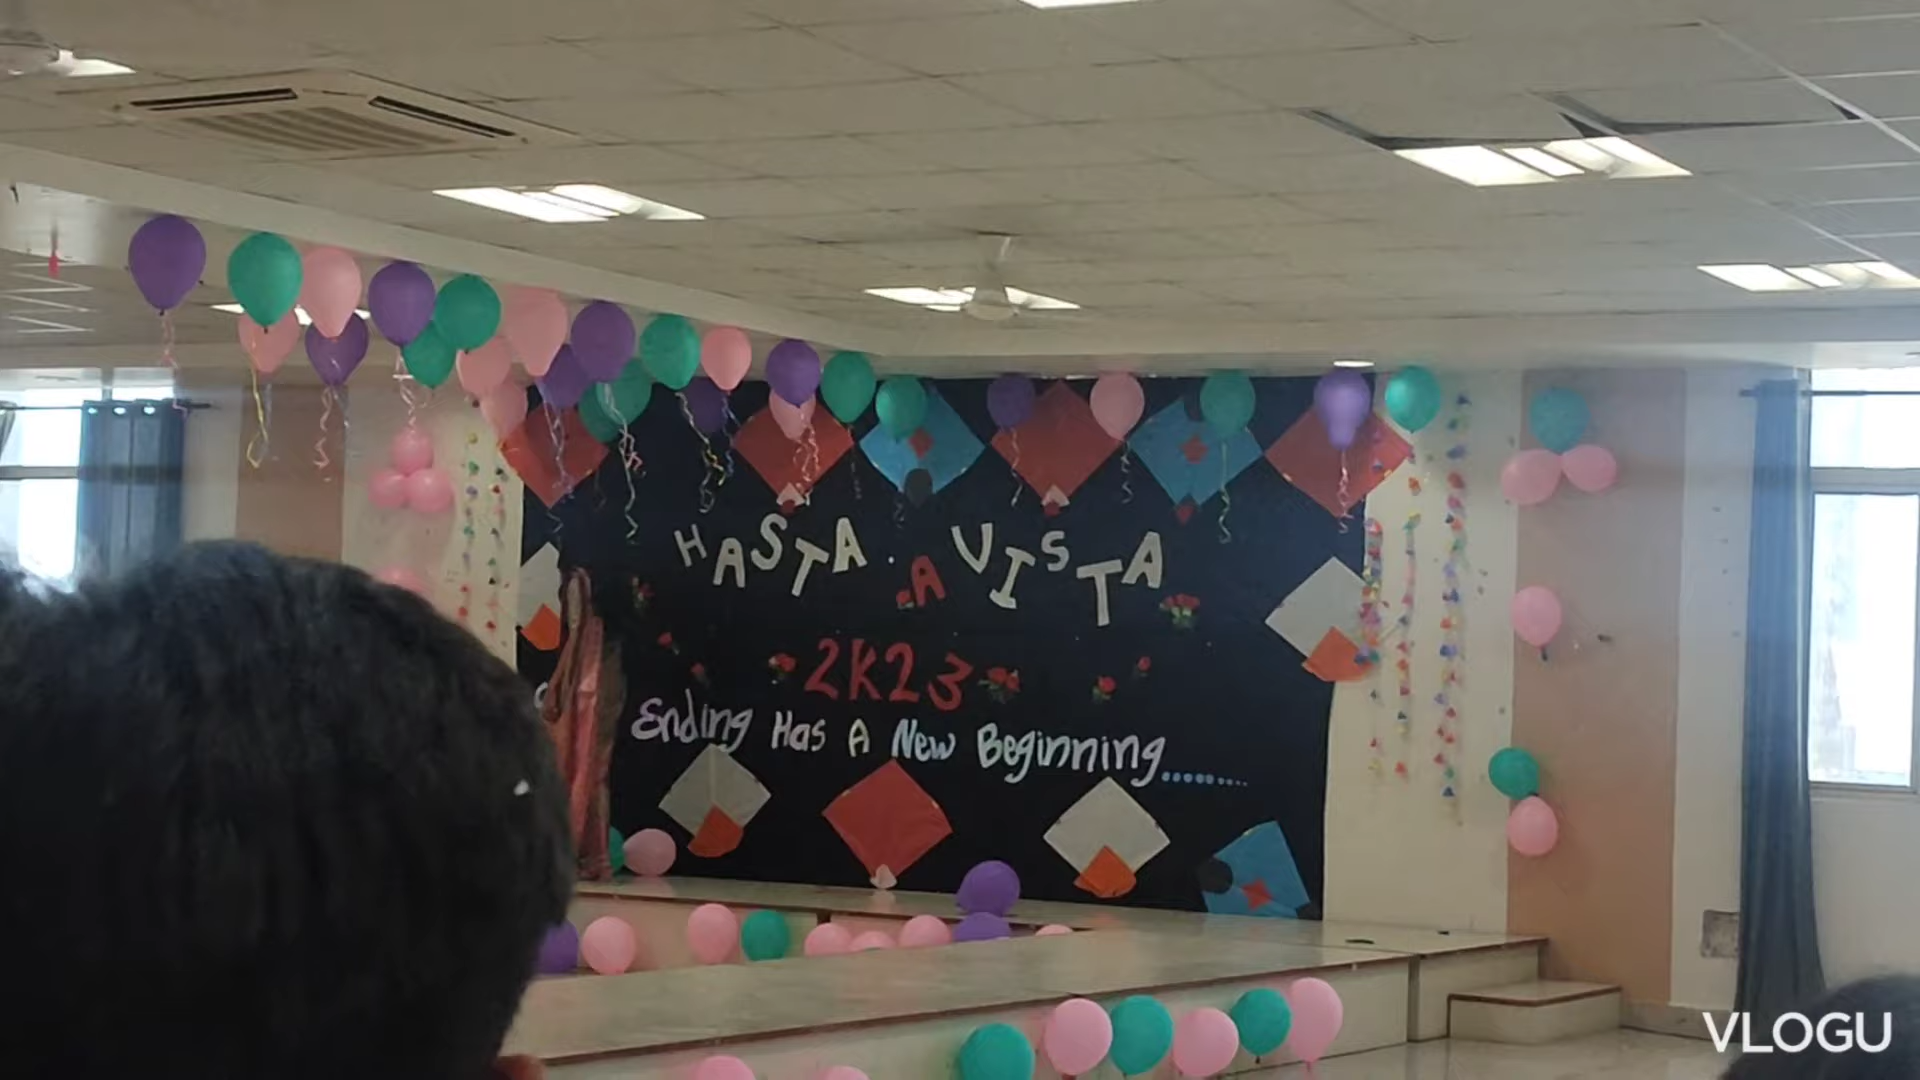 HASTA . A VISTA
2K23
Ending Has A New Beginning.........
VLOGU